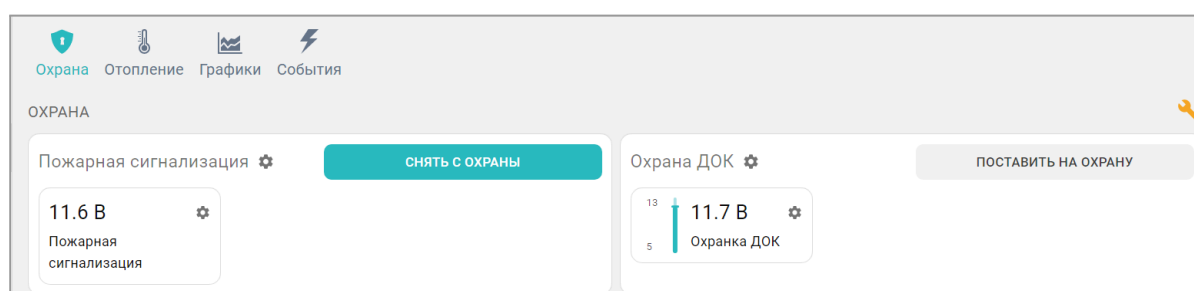 Охрана Отопление Графики События
ОХРАНА
Пожарная сигнализация СНЯТЬ С ОХРАНЫ
11.6 В
Пожарная
сигнализация
Охрана ДОК ПОСТАВИТЬ НА ОХРАНУ
13
11.7 В
5
Охранка ДОК